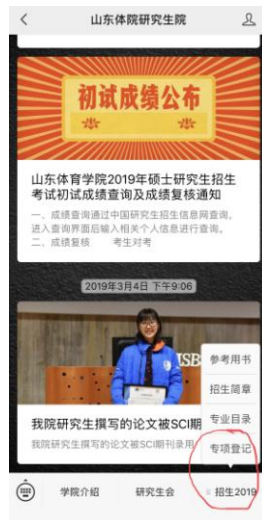 山东体院研究生院
初试成绩公布
山东体育学院2019年硕士研究生招生
考试初试成绩查询及成绩复核通知
一、成绩查询通过中国研究生招生信息网查询，
进入查询界面后输入相关个人信息进行查询。
二、成绩复核 考生对考
2019年3月4日 下午9:06
ISB
我院研究生撰写的论文被SCI期
我院研究生撰写的论文被SCI期刊录用
参考用书
招生简章
专业目录
专项登记
学院介绍
研究生会
招生2019